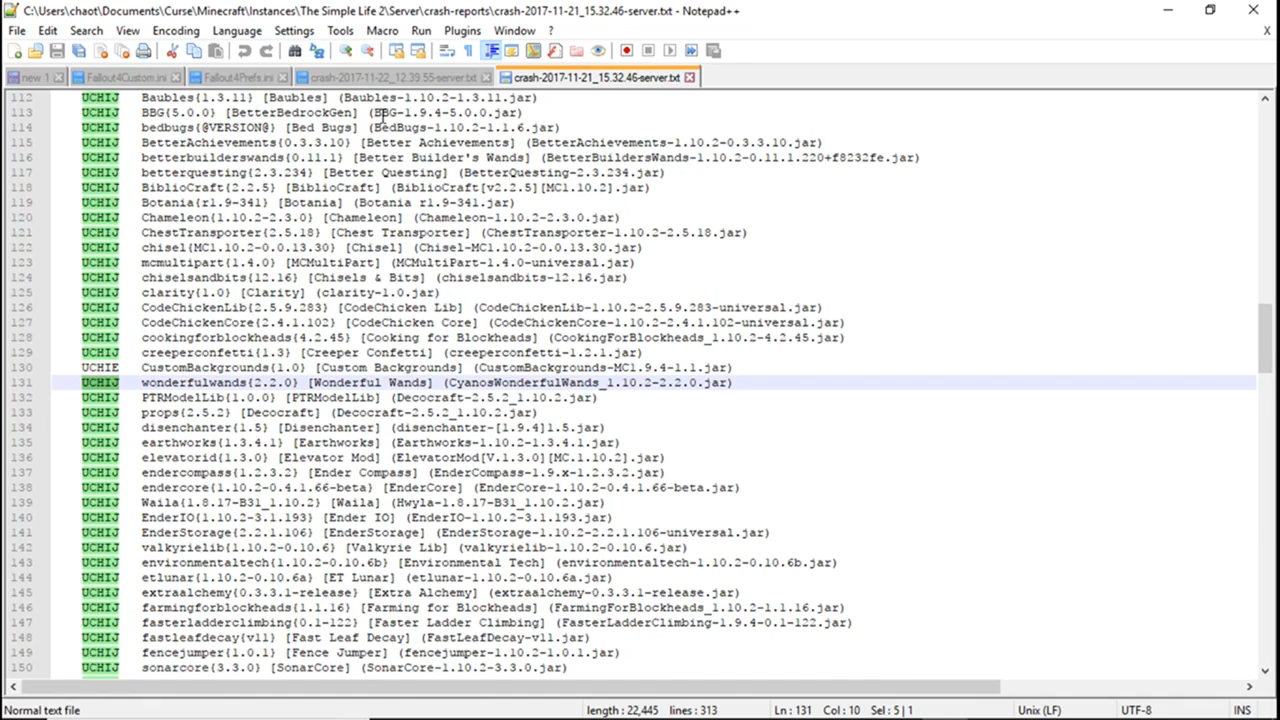 C:\Users\chaot\Documents\Curse\Minecraft\Instances\The Simple Life 2\Server\crash-reports\crash-2017-11-21_15.32.46-server.txt - Notepad++
File Edit Search View Encoding Language Settings Tools Macro Run Plugins Window ? X
new 1 Fallout4Custom.ini Fallout4Prefs.ini crash-2017-11-22_12.39.55-server.txt crash-2017-11-21_15.32.46-server.txt
112 UCHIJ Baubles{1.3.11} [Baubles] (Baubles-1.10.2-1.3.11.jar)
113 UCHIJ BBG{5.0.0} [BetterBedrockGen] (BBG-1.9.4-5.0.0.jar)
114 UCHIJ bedbugs{@VERSION@} [Bed Bugs] (BedBugs-1.10.2-1.1.6.jar)
115 UCHIJ BetterAchievements{0.3.3.10} [Better Achievements] (BetterAchievements-1.10.2-0.3.3.10.jar)
116 UCHIJ betterbuilderswands{0.11.1} [Better Builder's Wands] (BetterBuildersWands-1.10.2-0.11.1.220+f8232fe.jar)
117 UCHIJ betterquesting{2.3.234} [Better Questing] (BetterQuesting-2.3.234.jar)
118 UCHIJ BiblioCraft{2.2.5} [BiblioCraft] (BiblioCraft[v2.2.5][MC1.10.2].jar)
119 UCHIJ Botania{r1.9-341} [Botania] (Botania r1.9-341.jar)
120 UCHIJ Chameleon{1.10.2-2.3.0} [Chameleon] (Chameleon-1.10.2-2.3.0.jar)
121 UCHIJ ChestTransporter{2.5.18} [Chest Transporter] (ChestTransporter-1.10.2-2.5.18.jar)
122 UCHIJ chisel{MC1.10.2-0.0.13.30} [Chisel] (Chisel-MC1.10.2-0.0.13.30.jar)
123 UCHIJ mcmultipart{1.4.0} [MCMultiPart] (MCMultiPart-1.4.0-universal.jar)
124 UCHIJ chiselsandbits{12.16} [Chisels & Bits] (chiselsandbits-12.16.jar)
125 UCHIJ clarity{1.0} [Clarity] (clarity-1.0.jar)
126 UCHIJ CodeChickenLib{2.5.9.283} [CodeChicken Lib] (CodeChickenLib-1.10.2-2.5.9.283-universal.jar)
127 UCHIJ CodeChickenCore{2.4.1.102} [CodeChicken Core] (CodeChickenCore-1.10.2-2.4.1.102-universal.jar)
128 UCHIJ cookingforblockheads{4.2.45} [Cooking for Blockheads] (CookingForBlockheads_1.10.2-4.2.45.jar)
129 UCHIJ creeperconfetti{1.3} [Creeper Confetti] (creeperconfetti-1.2.1.jar)
130 UCHIE CustomBackgrounds{1.0} [Custom Backgrounds] (CustomBackgrounds-MC1.9.4-1.1.jar)
131 UCHIJ wonderfulwands{2.2.0} [Wonderful Wands] (CyanosWonderfulWands_1.10.2-2.2.0.jar)
132 UCHIJ PTRModelLib{1.0.0} [PTRModelLib] (Decocraft-2.5.2_1.10.2.jar)
133 UCHIJ props{2.5.2} [Decocraft] (Decocraft-2.5.2_1.10.2.jar)
134 UCHIJ disenchanter{1.5} [Disenchanter] (disenchanter-[1.9.4]1.5.jar)
135 UCHIJ earthworks{1.3.4.1} [Earthworks] (Earthworks-1.10.2-1.3.4.1.jar)
136 UCHIJ elevatorid{1.3.0} [Elevator Mod] (ElevatorMod[V.1.3.0][MC.1.10.2].jar)
137 UCHIJ endercompass{1.2.3.2} [Ender Compass] (EnderCompass-1.9.x-1.2.3.2.jar)
138 UCHIJ endercore{1.10.2-0.4.1.66-beta} [EnderCore] (EnderCore-1.10.2-0.4.1.66-beta.jar)
139 UCHIJ Waila{1.8.17-B31_1.10.2} [Waila] (Hwyla-1.8.17-B31_1.10.2.jar)
140 UCHIJ EnderIO{1.10.2-3.1.193} [Ender IO] (EnderIO-1.10.2-3.1.193.jar)
141 UCHIJ EnderStorage{2.2.1.106} [EnderStorage] (EnderStorage-1.10.2-2.2.1.106-universal.jar)
142 UCHIJ valkyrielib{1.10.2-0.10.6} [Valkyrie Lib] (valkyrielib-1.10.2-0.10.6.jar)
143 UCHIJ environmentaltech{1.10.2-0.10.6b} [Environmental Tech] (environmentaltech-1.10.2-0.10.6b.jar)
144 UCHIJ etlunar{1.10.2-0.10.6a} [ET Lunar] (etlunar-1.10.2-0.10.6a.jar)
145 UCHIJ extraalchemy{0.3.3.1-release} [Extra Alchemy] (extraalchemy-0.3.3.1-release.jar)
146 UCHIJ farmingforblockheads{1.1.16} [Farming for Blockheads] (FarmingForBlockheads_1.10.2-1.1.16.jar)
147 UCHIJ fasterladderclimbing{0.1-122} [Faster Ladder Climbing] (FasterLadderClimbing-1.9.4-0.1-122.jar)
148 UCHIJ fastleafdecay{v11} [Fast Leaf Decay] (FastLeafDecay-v11.jar)
149 UCHIJ fencejumper{1.0.1} [Fence Jumper] (fencejumper-1.10.2-1.0.1.jar)
150 UCHIJ sonarcore{3.3.0} [SonarCore] (SonarCore-1.10.2-3.3.0.jar)
Normal text file length : 22,445 lines : 313 Ln : 131 Col : 10 Sel : 5 | 1 Unix (LF) UTF-8 INS